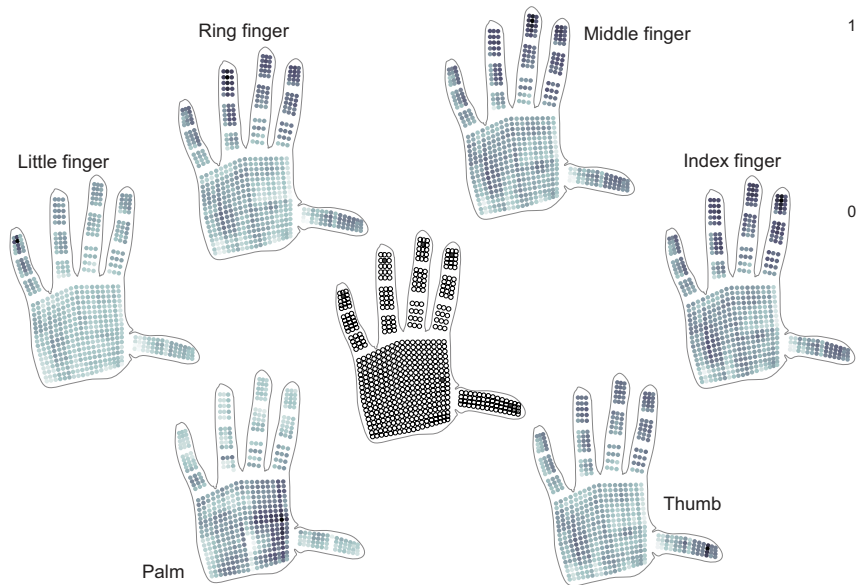 Ring finger
Middle finger
1
Little finger
Index finger
0
Thumb
Palm